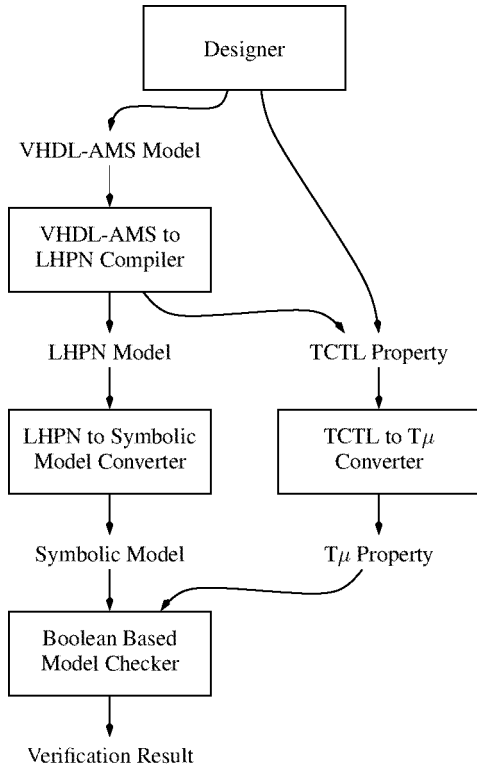 Designer
VHDL-AMS Model
VHDL-AMS to
LHPN Compiler
LHPN Model
TCTL Property
LHPN to Symbolic
Model Converter
TCTL to Tμ
Converter
Symbolic Model
Tμ Property
Boolean Based
Model Checker
Verification Result